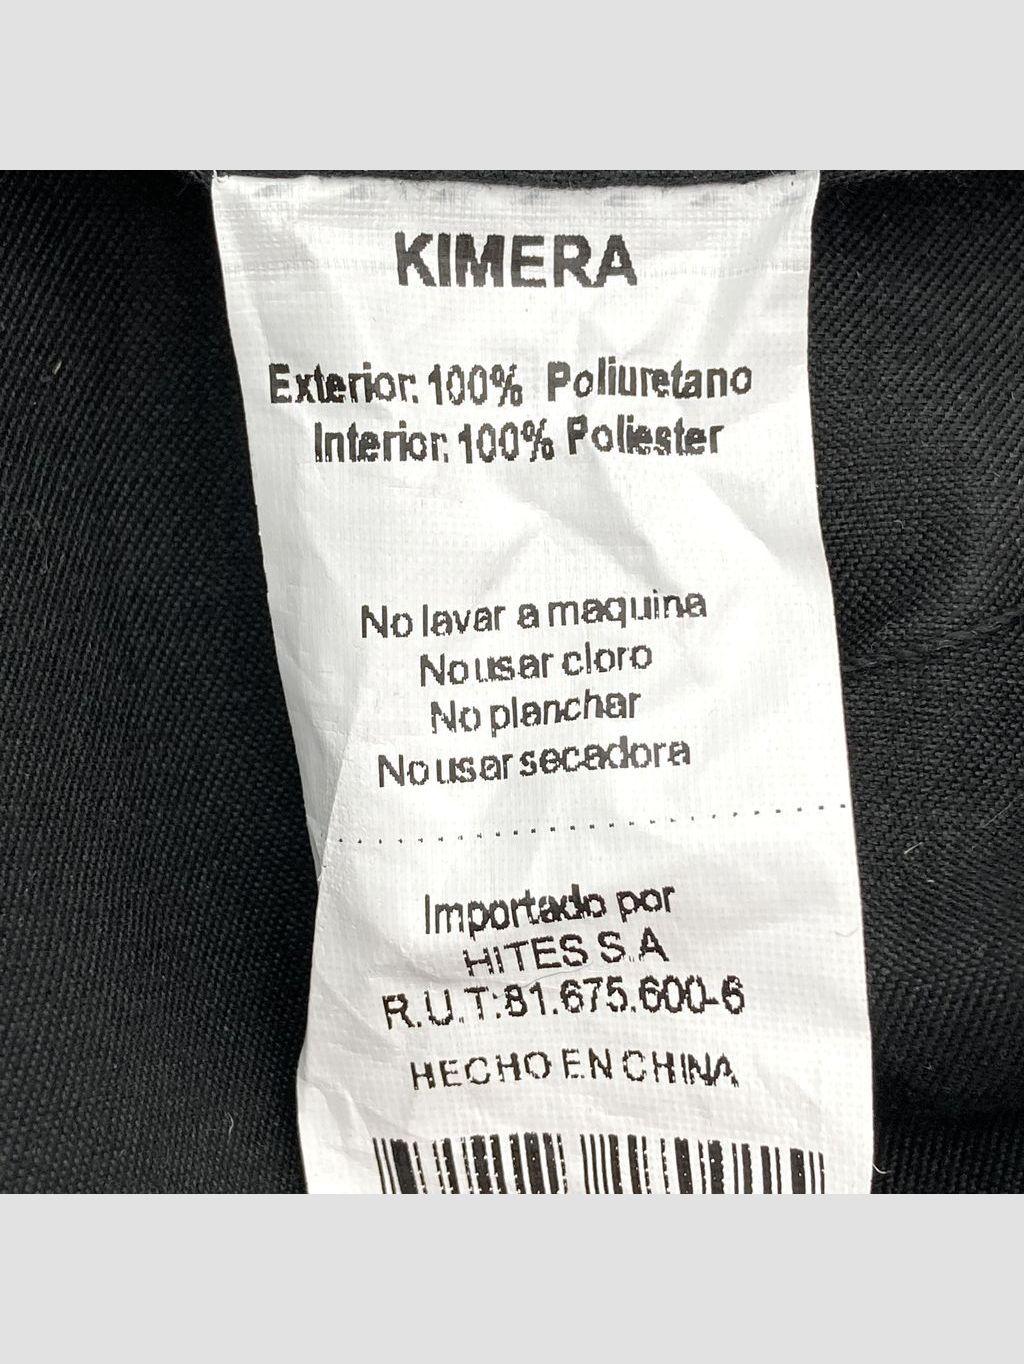 KIMERA
Exterior: 100% Poliuretano
Interior: 100% Poliester
No lavar a maquina
No usar cloro
No planchar
No usar secadora
Importado por
HITES S.A
R.U.T:81.675.600-6
HECHO EN CHINA